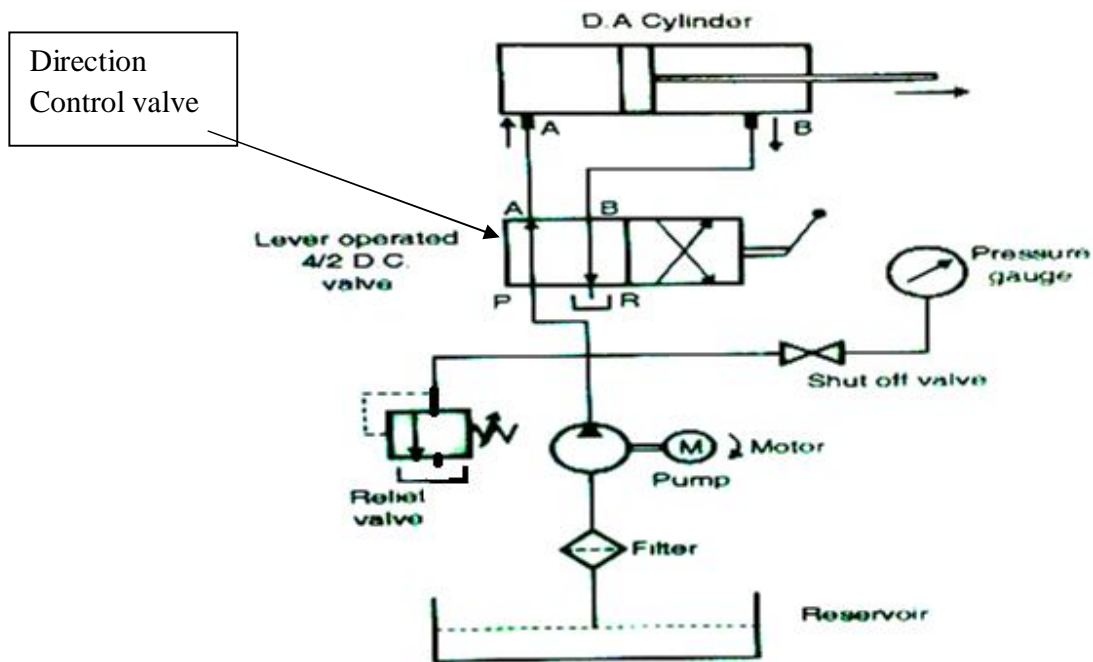 D.A Cylinder
Direction
Control valve
A
B
A
B
Lever operated
4/2 D.C.
valve
P
R
Pressure
gauge
Shut off valve
M
Motor
Pump
Relief
valve
Filter
Reservoir